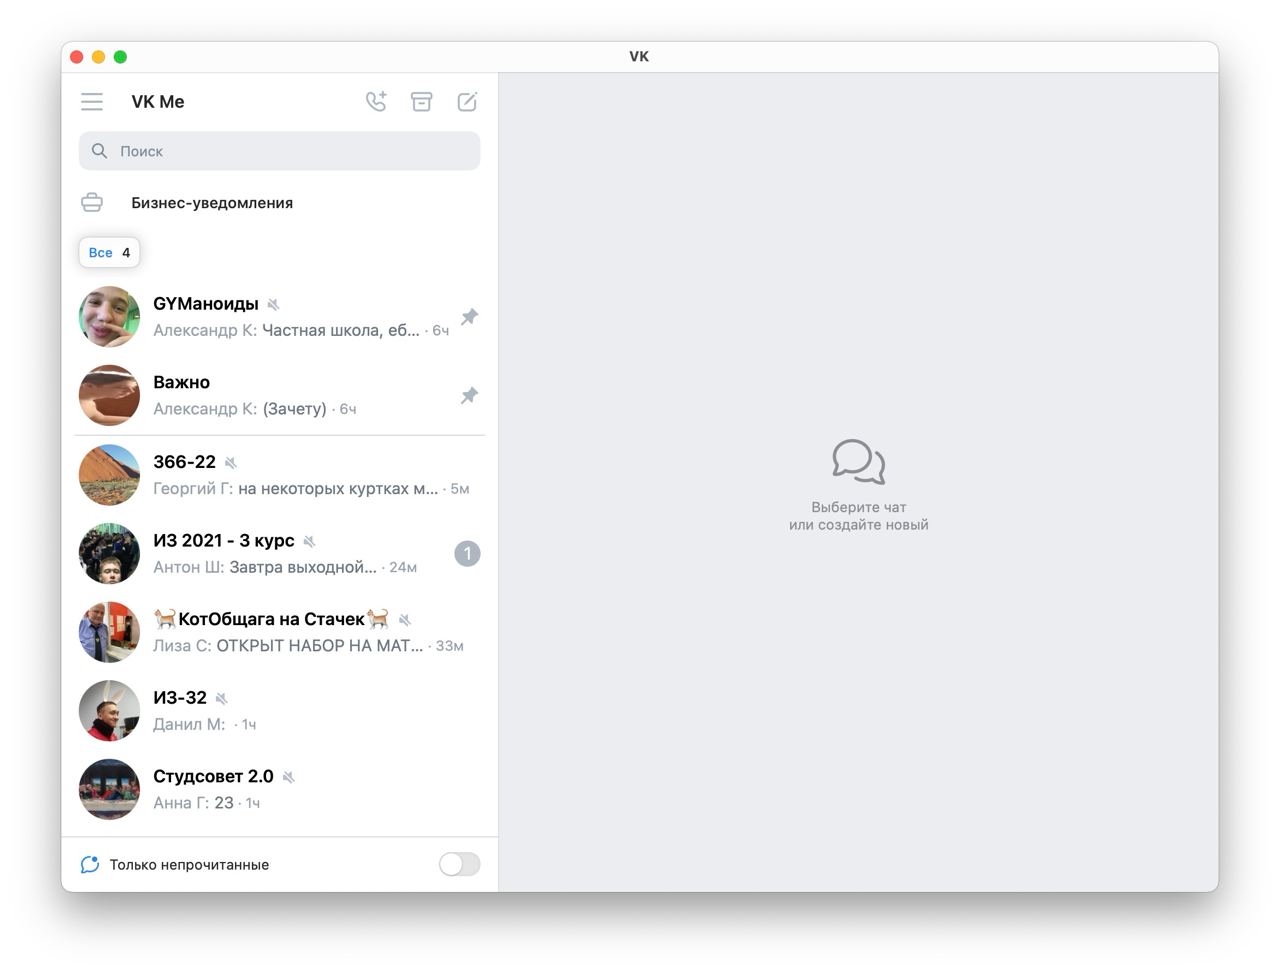 VK
VK Me
Поиск
Бизнес-уведомления
Все 4
GYMаноиды
Александр К: Частная школа, еб... · 6ч
Важно
Александр К: (Зачету) · 6ч
366-22
Георгий Г: на некоторых куртках м... · 5м
ИЗ 2021 - 3 курс
Антон Ш: Завтра выходной... · 24м
1
🐈КотОбщага на Стачек🐈
Лиза С: ОТКРЫТ НАБОР НА МАТ... · 33м
ИЗ-32
Данил М: · 1ч
Студсовет 2.0
Анна Г: 23 · 1ч
Только непрочитанные
Выберите чат
или создайте новый